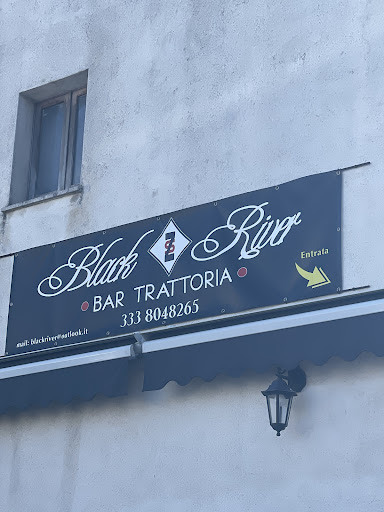 Black River
• BAR TRATTORIA •
333 8048265
Entrata
mail: blackriver@outlook.it